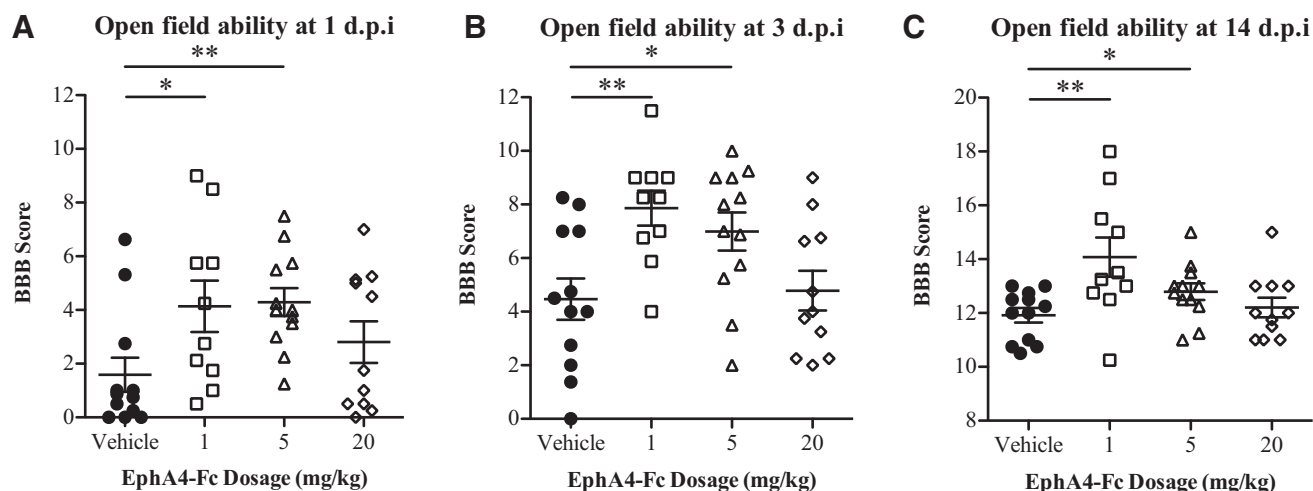 A
Open field ability at 1 d.p.i
**
*
12
10
8
6
4
2
0
BBB Score
Vehicle 1 5 20
EphA4-Fc Dosage (mg/kg)
B
Open field ability at 3 d.p.i
*
**
12
10
8
6
4
2
0
BBB Score
Vehicle 1 5 20
EphA4-Fc Dosage (mg/kg)
C
Open field ability at 14 d.p.i
*
**
20
18
16
14
12
10
8
BBB Score
Vehicle 1 5 20
EphA4-Fc Dosage (mg/kg)